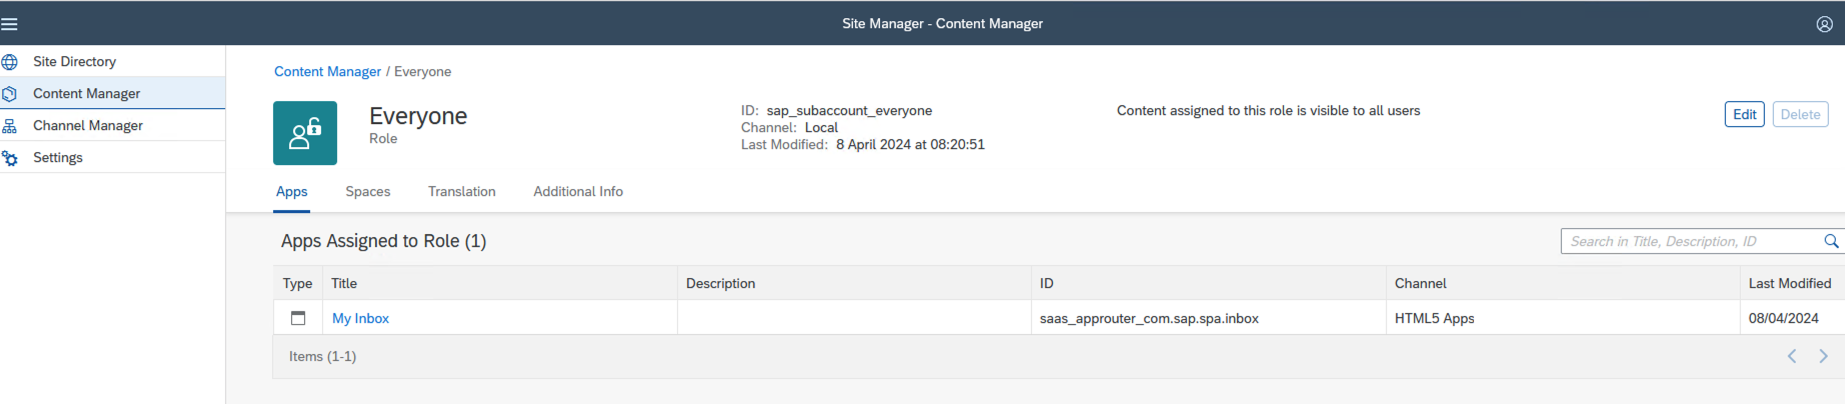 Site Manager - Content Manager
Site Directory
Content Manager
Channel Manager
Settings
Content Manager / Everyone
Everyone
Role
ID: sap_subaccount_everyone
Channel: Local
Last Modified: 8 April 2024 at 08:20:51
Content assigned to this role is visible to all users
Edit Delete
Apps Spaces Translation Additional Info
Apps Assigned to Role (1)
Search in Title, Description, ID
Type Title Description ID Channel Last Modified
My Inbox saas_approuter_com.sap.spa.inbox HTML5 Apps 08/04/2024
Items (1-1)